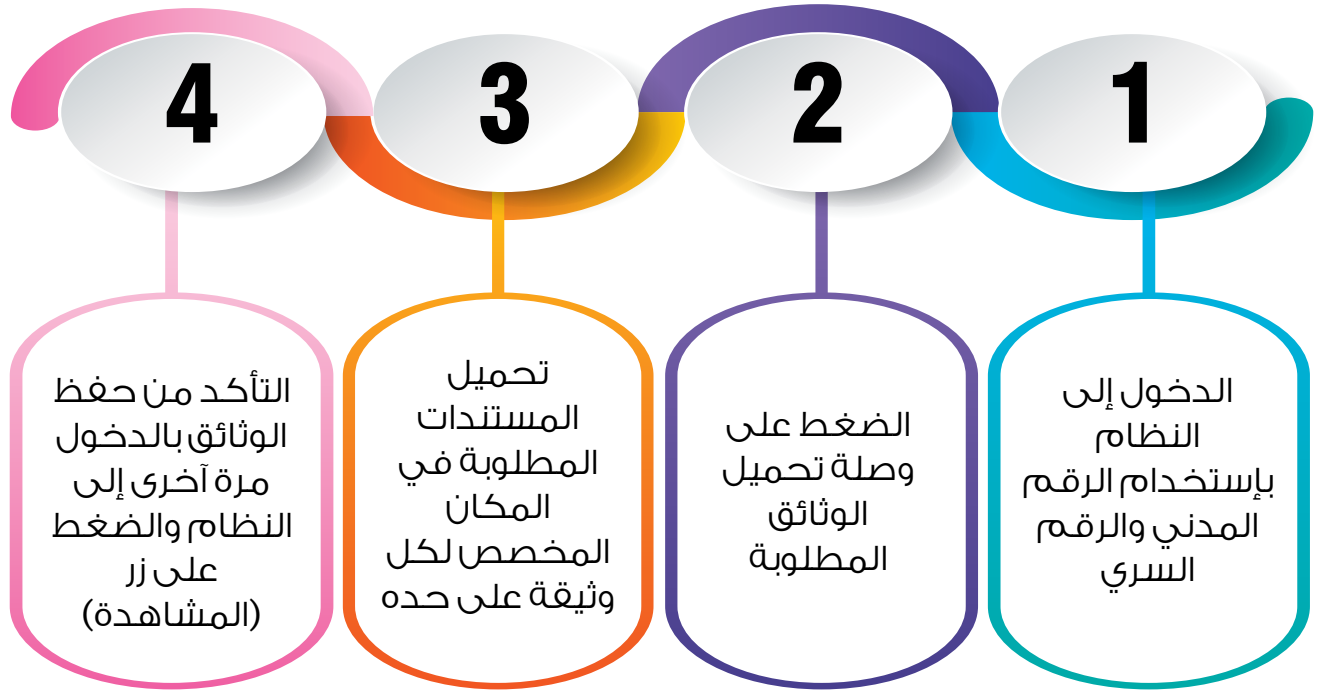 1
الدخول إلى
النظام
بإستخدام الرقم
المدني والرقم
السري
2
الضغط على
وصلة تحميل
الوثائق
المطلوبة
3
تحميل
المستندات
المطلوبة في
المكان
المخصص لكل
وثيقة على حده
4
التأكد من حفظ
الوثائق بالدخول
مرة آخرى إلى
النظام والضغط
على زر
(المشاهدة)